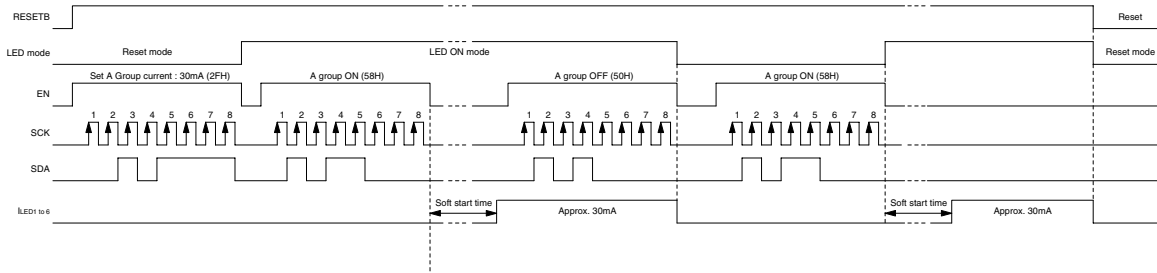 RESETB
Reset
LED mode
Reset mode
LED ON mode
Reset mode
Set A Group current : 30mA (2FH)
A group ON (58H)
A group OFF (50H)
A group ON (58H)
EN
1 2 3 4 5 6 7 8
1 2 3 4 5 6 7 8
1 2 3 4 5 6 7 8
1 2 3 4 5 6 7 8
SCK
SDA
Soft start time
Approx. 30mA
Soft start time
Approx. 30mA
ILED1 to 6